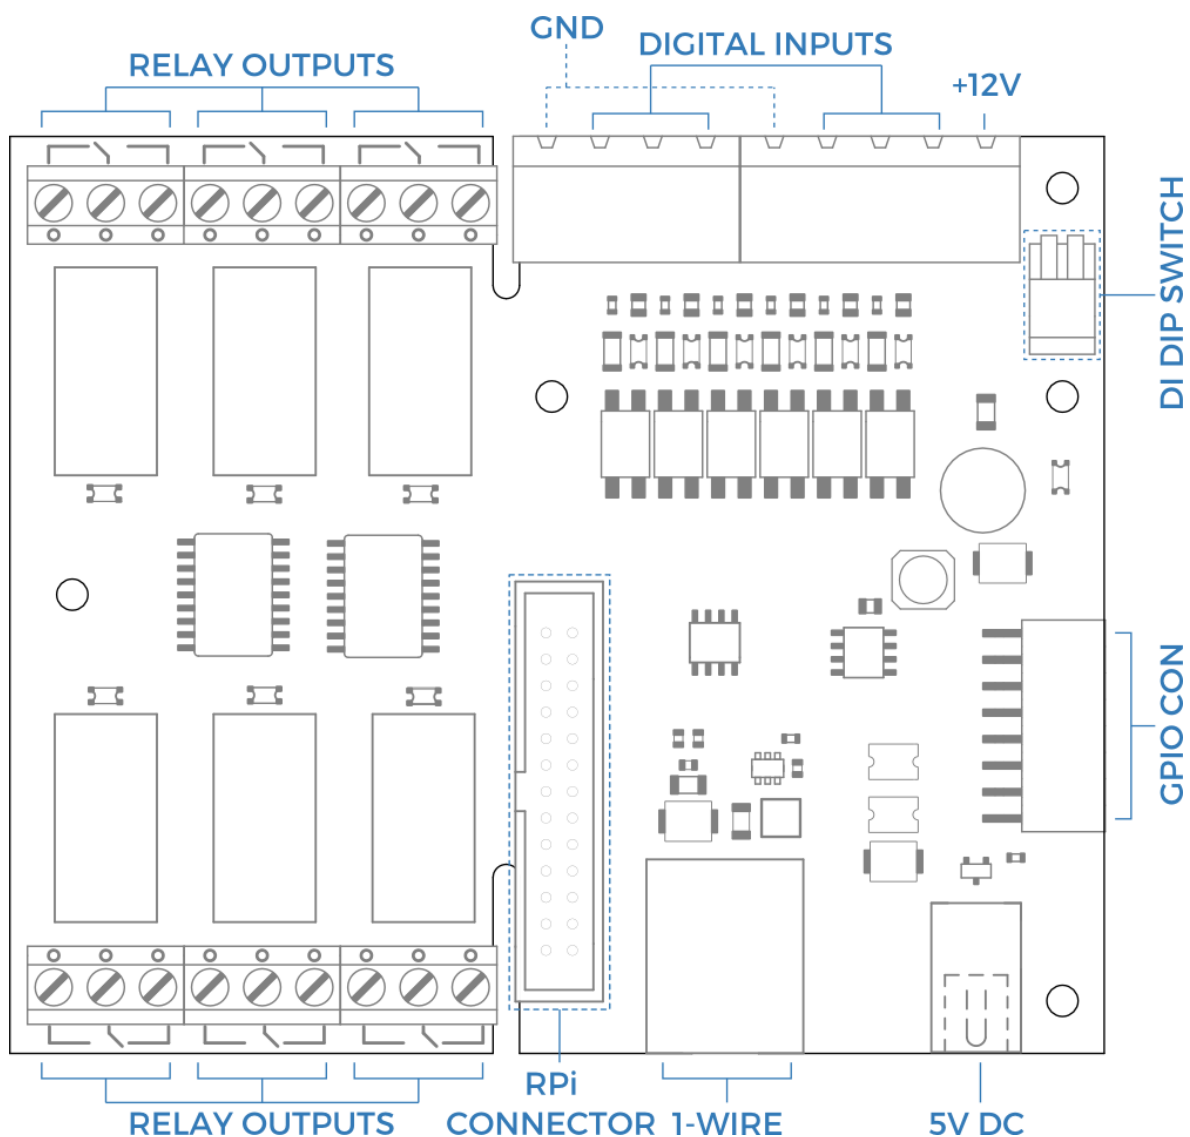 GND
RELAY OUTPUTS
DIGITAL INPUTS
+12V
DI DIP SWITCH
GPIO CON
RPi
CONNECTOR
1-WIRE
RELAY OUTPUTS
5V DC